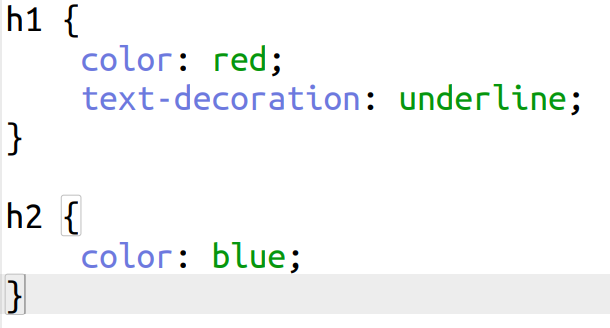 h1 {
    color: red;
    text-decoration: underline;
}

h2 {
    color: blue;
}